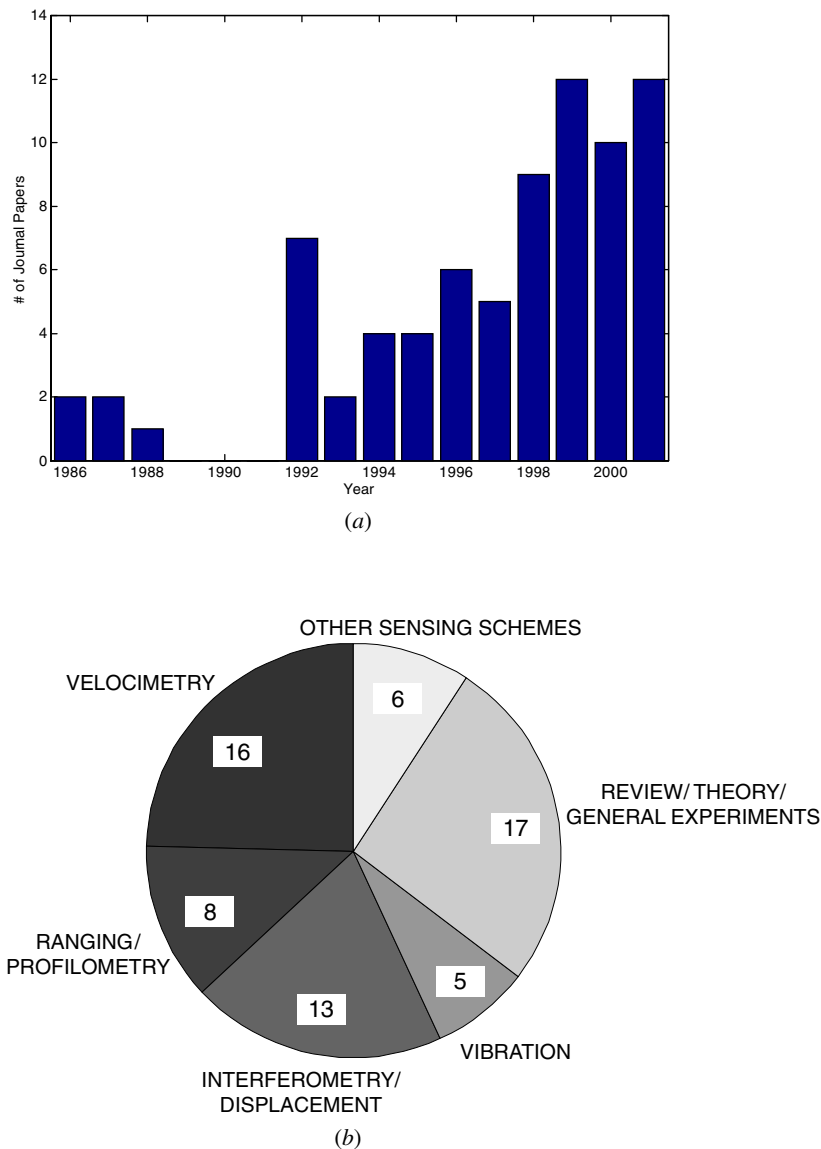 14
12
10
8
6
4
2
0
# of Journal Papers
1986 1988 1990 1992 1994 1996 1998 2000
Year
(a)
OTHER SENSING SCHEMES
VELOCIMETRY
6
16
REVIEW/ THEORY/
GENERAL EXPERIMENTS
17
8
RANGING/
PROFILOMETRY
5
13
VIBRATION
INTERFEROMETRY/
DISPLACEMENT
(b)